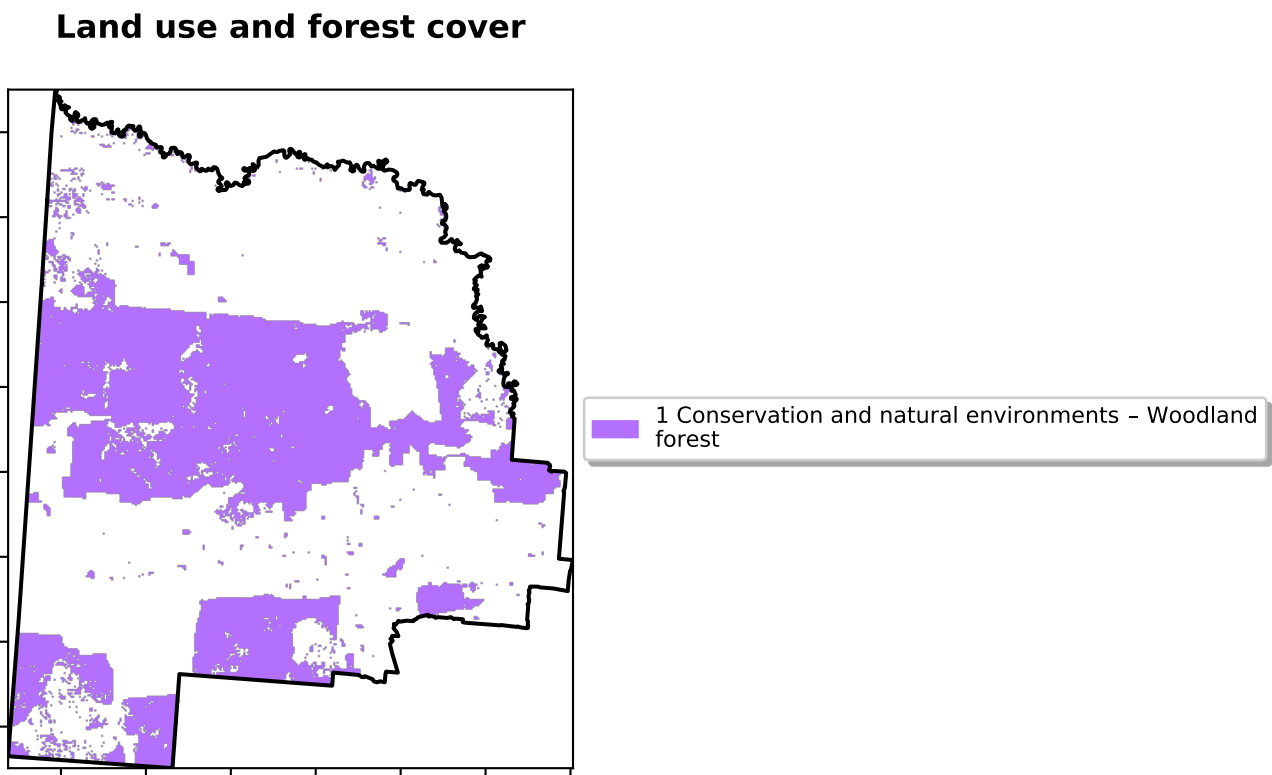 Land use and forest cover
1 Conservation and natural environments – Woodland
forest